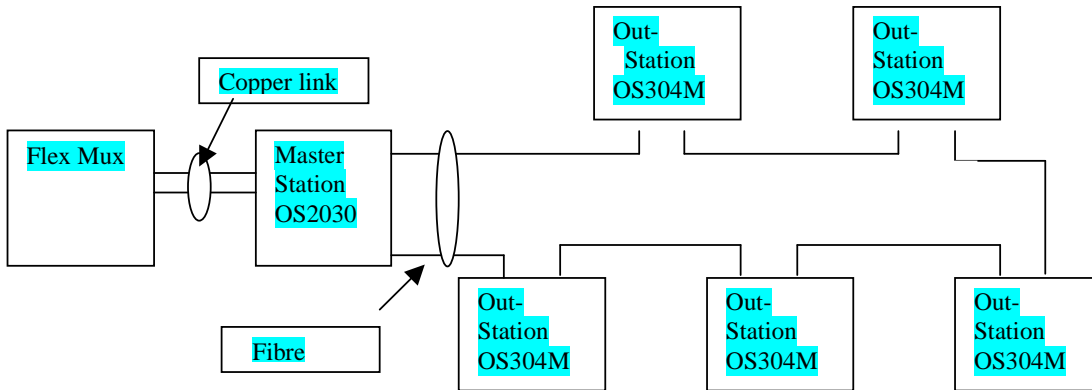 Out-
Station
OS304M
Out-
Station
OS304M
Copper link
Flex Mux
Master
Station
OS2030
Out-
Station
OS304M
Out-
Station
OS304M
Out-
Station
OS304M
Fibre